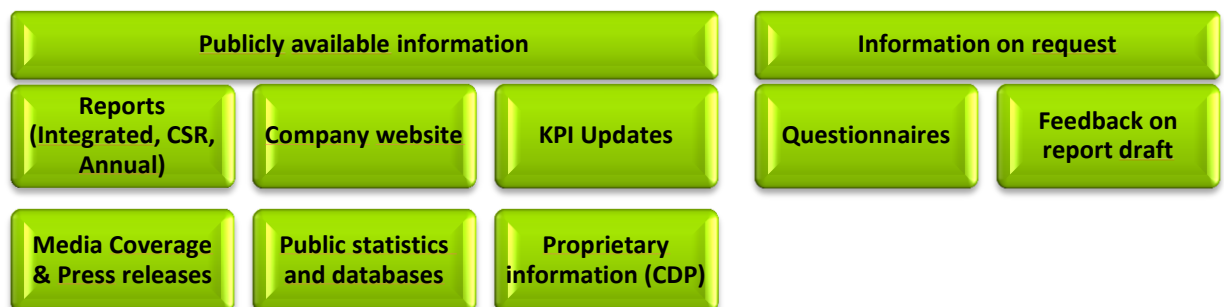 Publicly available information
Information on request
Reports
(Integrated, CSR,
Annual)
Company website
KPI Updates
Questionnaires
Feedback on
report draft
Media Coverage
& Press releases
Public statistics
and databases
Proprietary
information (CDP)